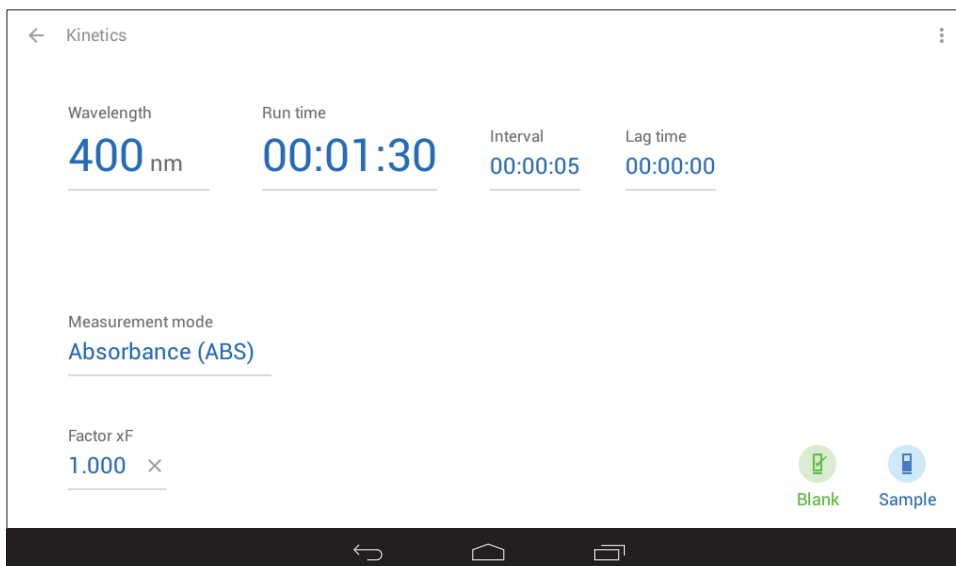 Kinetics
Wavelength
400 nm
Run time
00:01:30
Interval
00:00:05
Lag time
00:00:00
Measurement mode
Absorbance (ABS)
Factor xF
1.000
Blank
Sample